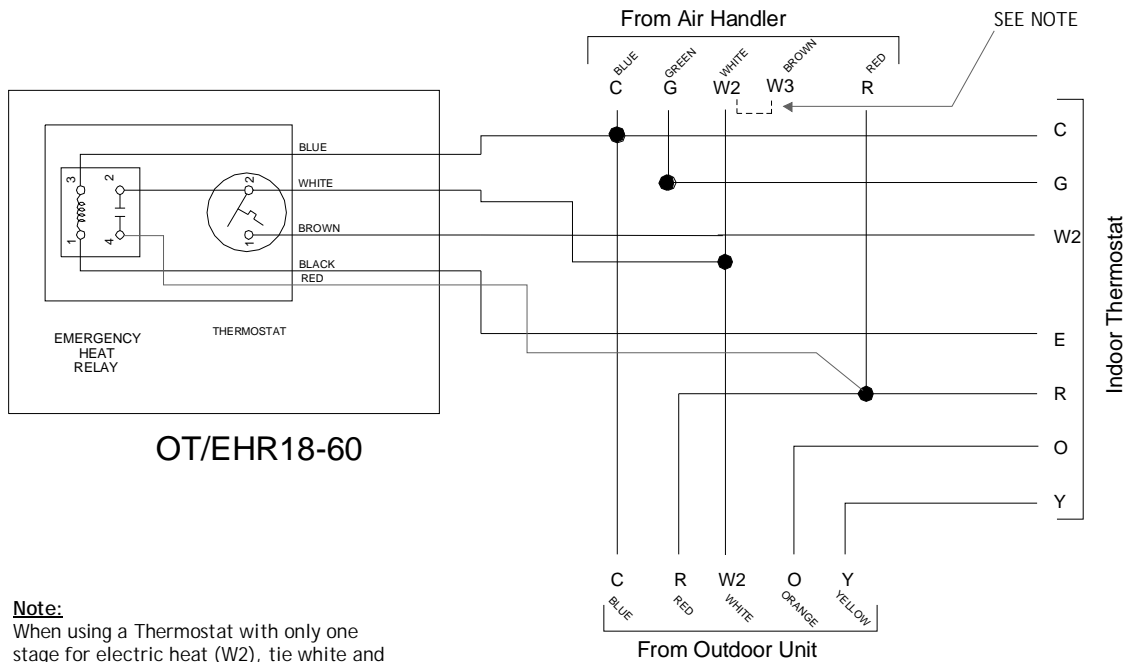 From Air Handler
SEE NOTE
BLUE GREEN WHITE BROWN RED
C G W2 W3 R
C
G
W2
E
R
O
Y
Indoor Thermostat
BLUE
WHITE
BROWN
BLACK
RED
3 2
1 4
2
1
EMERGENCY
HEAT
RELAY
THERMOSTAT
OT/EHR18-60
C R W2 O Y
BLUE RED WHITE ORANGE YELLOW
From Outdoor Unit
Note:
When using a Thermostat with only one
stage for electric heat (W2), tie white and